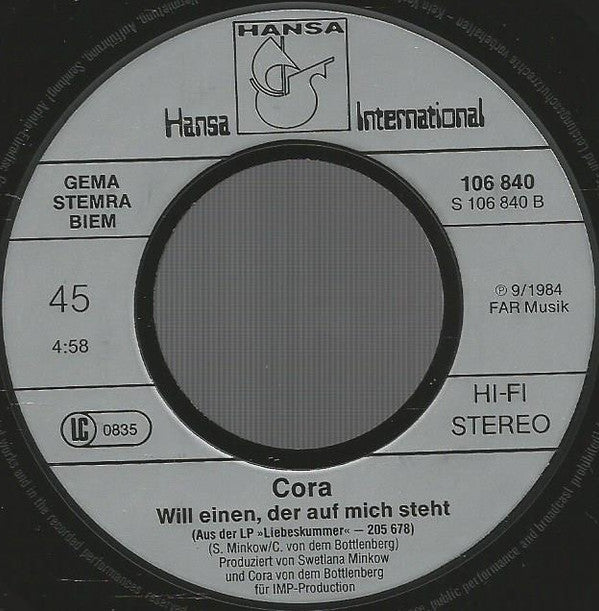 HANSA
Hansa International
GEMA
STEMRA
BIEM
106 840
S 106 840 B
45
4:58
℗ 9/1984
FAR Musik
LC 0835
HI-FI
STEREO
Cora
Will einen, der auf mich steht
(Aus der LP »Liebeskummer« – 205 678)
(S. Minkow/C. von dem Bottlenberg)
Produziert von Swetlana Minkow
und Cora von dem Bottlenberg
für IMP-Production